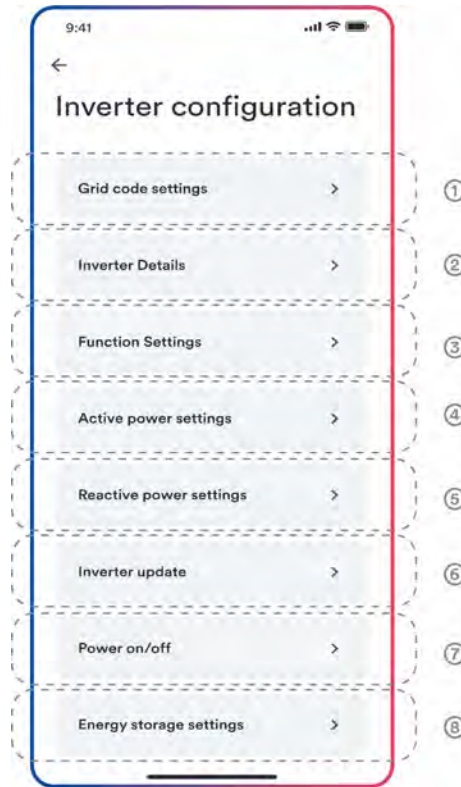 9:41
Inverter configuration
Grid code settings
①
Inverter Details
②
Function Settings
③
Active power settings
④
Reactive power settings
⑤
Inverter update
⑥
Power on/off
⑦
Energy storage settings
⑧